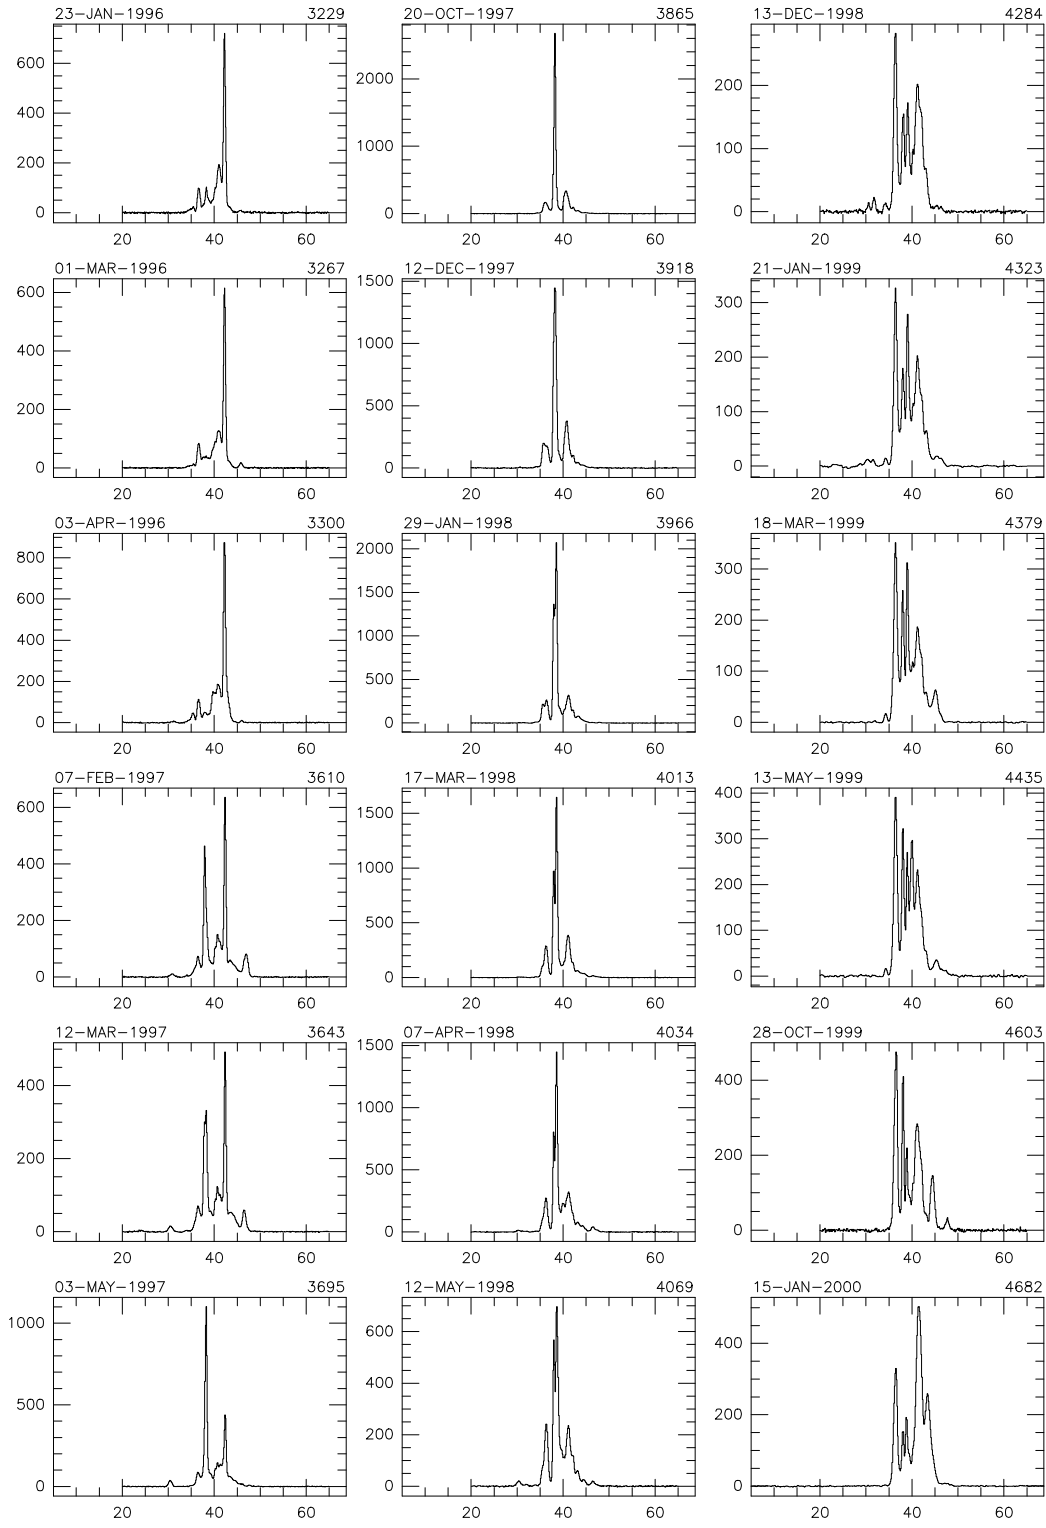 23-JAN-1996 3229 20-OCT-1997 3865 13-DEC-1998 4284
600 400 200 0
20 40 60
2000 1000 0
20 40 60
200 100 0
20 40 60
01-MAR-1996 3267 12-DEC-1997 3918 21-JAN-1999 4323
600 400 200 0
20 40 60
1500 1000 500 0
20 40 60
300 200 100 0
20 40 60
03-APR-1996 3300 29-JAN-1998 3966 18-MAR-1999 4379
800 600 400 200 0
20 40 60
2000 1500 1000 500 0
20 40 60
300 200 100 0
20 40 60
07-FEB-1997 3610 17-MAR-1998 4013 13-MAY-1999 4435
600 400 200 0
20 40 60
1500 1000 500 0
20 40 60
400 300 200 100 0
20 40 60
12-MAR-1997 3643 07-APR-1998 4034 28-OCT-1999 4603
400 200 0
20 40 60
1500 1000 500 0
20 40 60
400 200 0
20 40 60
03-MAY-1997 3695 12-MAY-1998 4069 15-JAN-2000 4682
1000 500 0
20 40 60
600 400 200 0
20 40 60
400 200 0
20 40 60